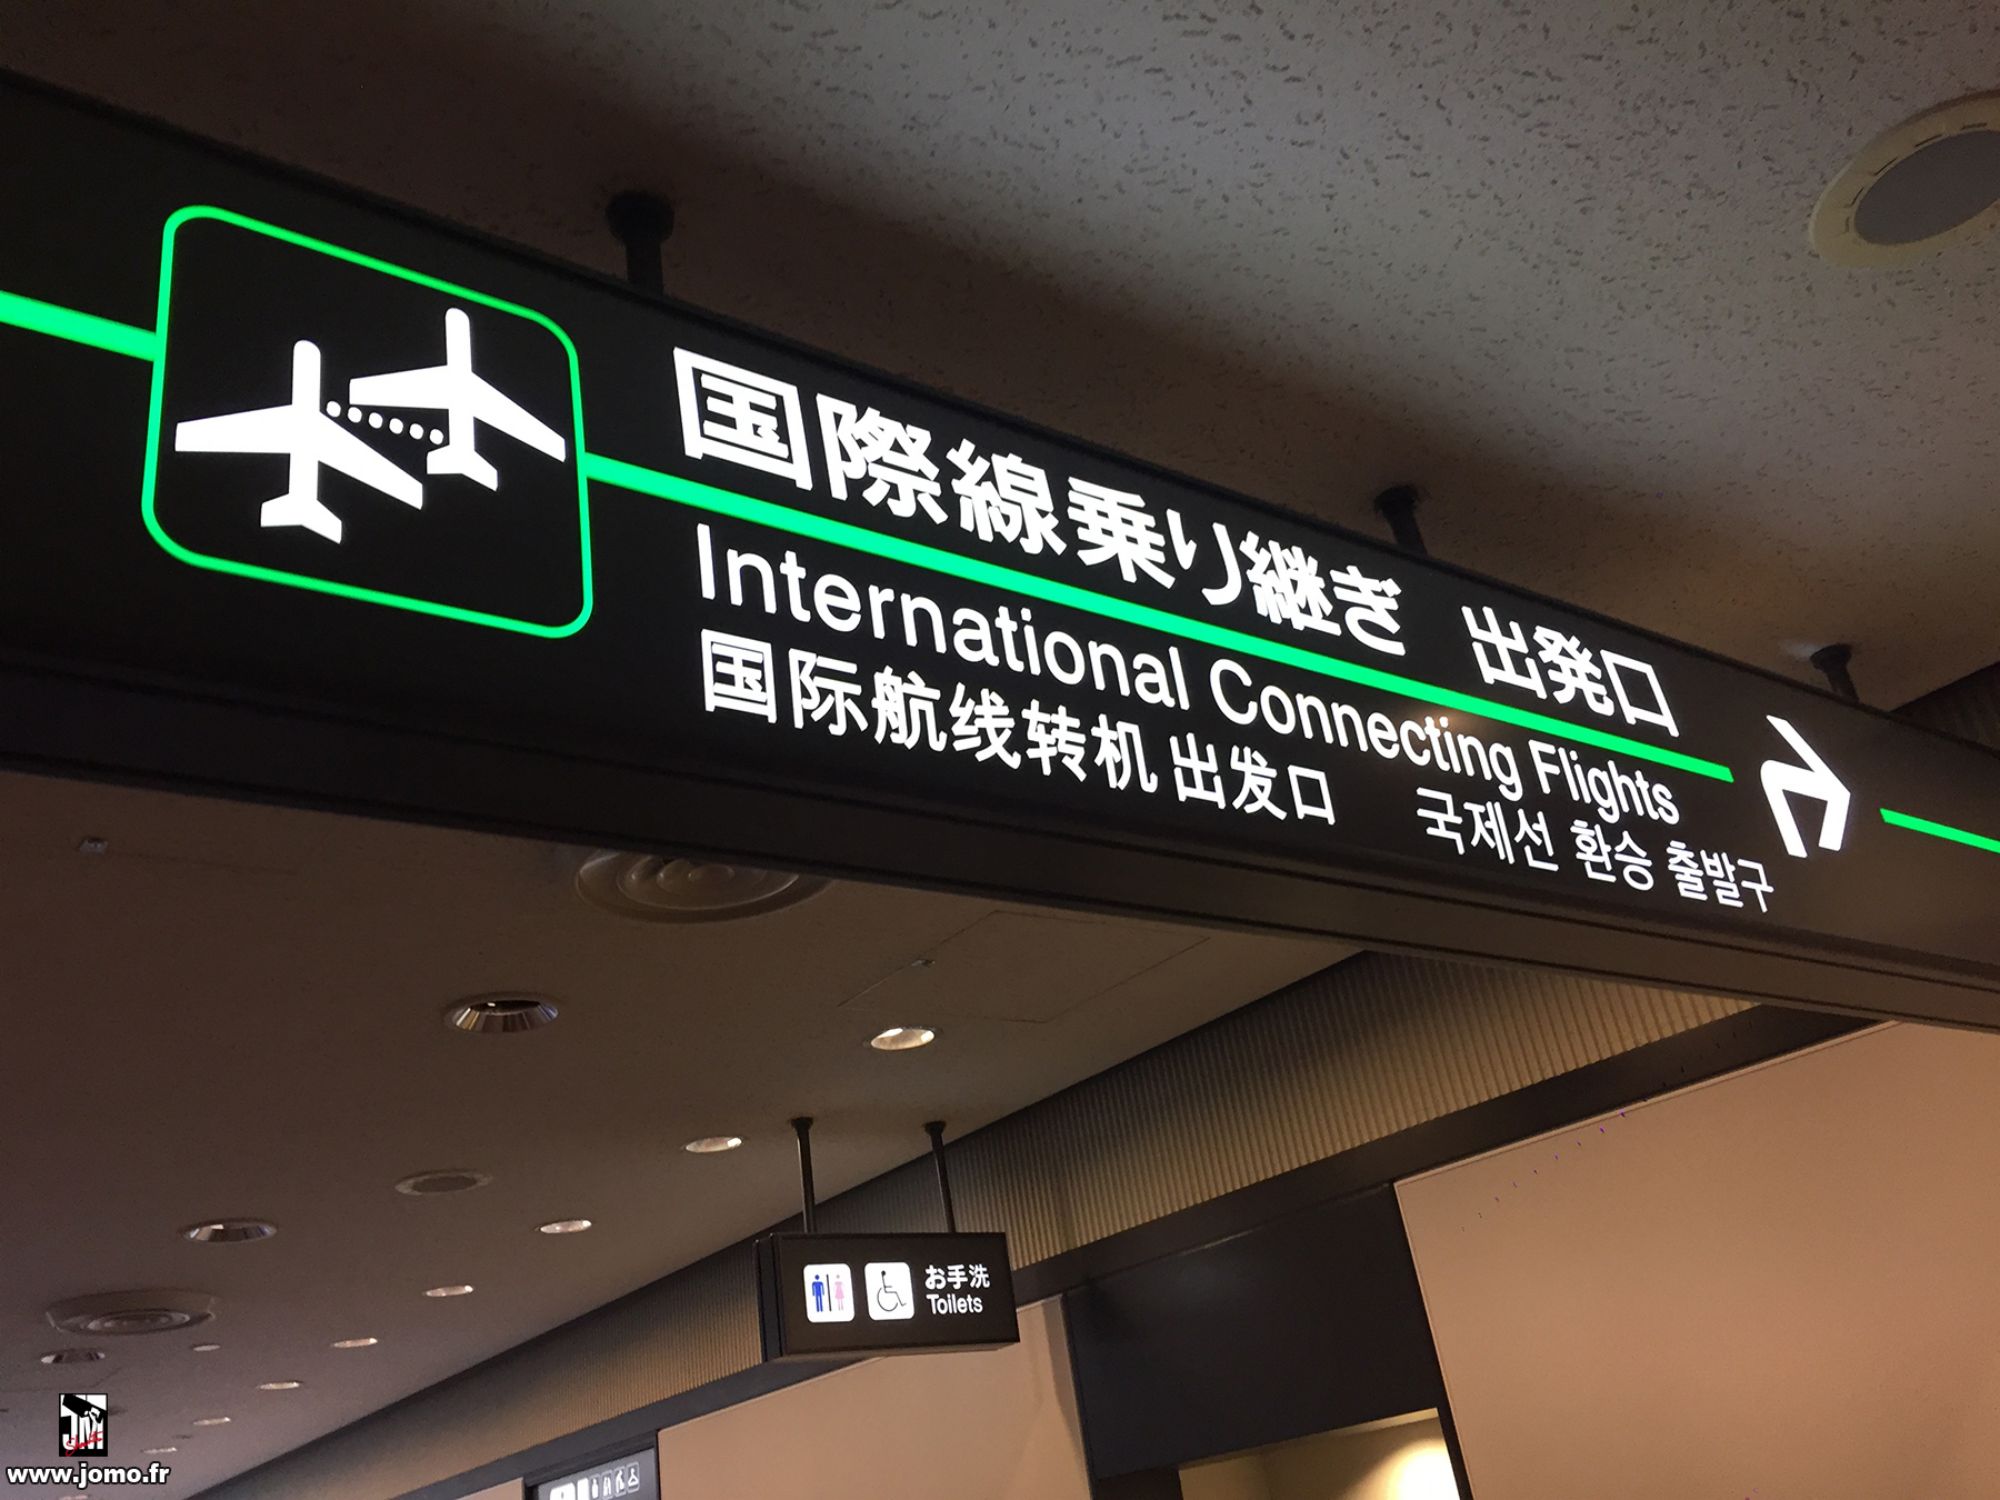 国際線乗り継ぎ 出発口
International Connecting Flights
国际航线转机 出发口 국제선 환승 출발구
お手洗
Toilets
JM
www.jomo.fr